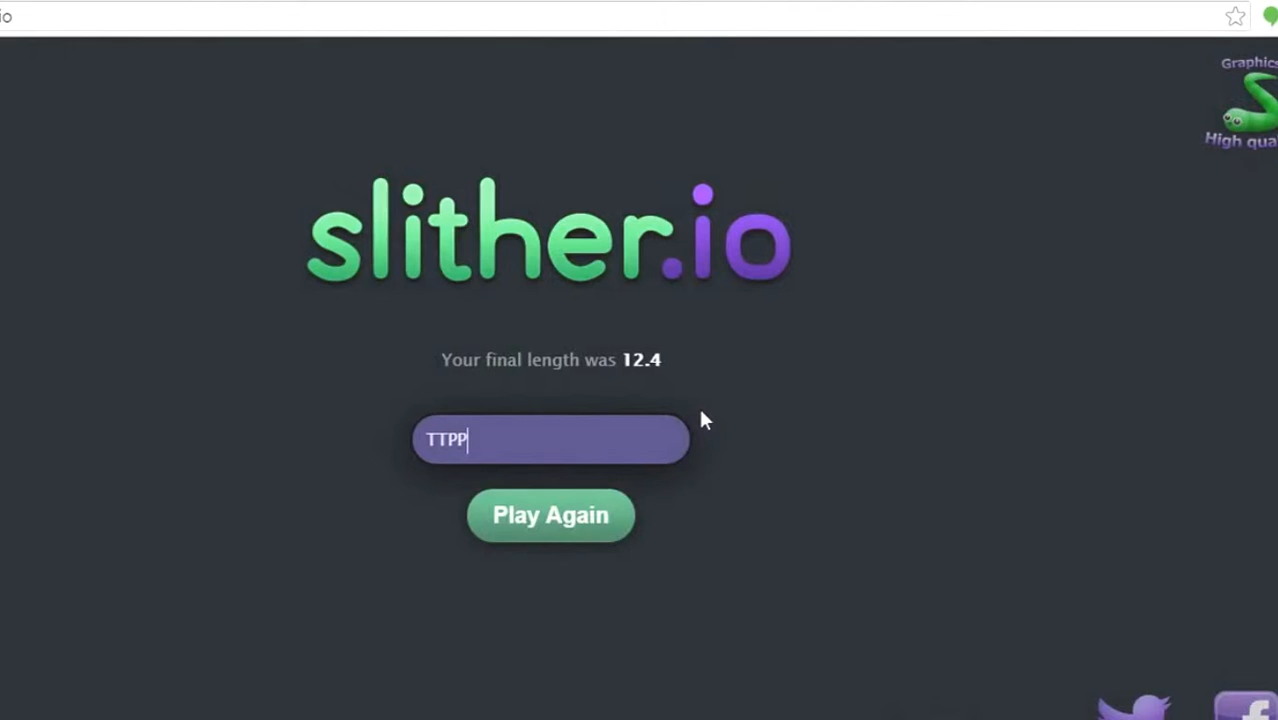 io
Graphics
High qua
slither.io
Your final length was 12.4
TTPP
Play Again